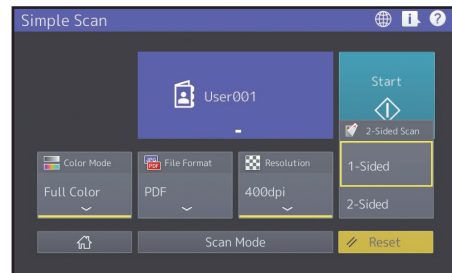 Simple Scan
User001
Start
2-Sided Scan
1-Sided
2-Sided
Color Mode
Full Color
JPG PDF File Format
PDF
Resolution
400dpi
Scan Mode
Reset